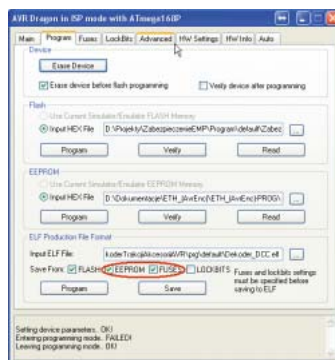 AVR Dragon in ISP mode with ATmega168P
Main Program Fuses LockBits Advanced HW Settings HW Info Auto
Device
Erase Device
Erase device before flash programming Verify device after programming
Flash
Use Current Simulator/Emulator FLASH Memory
Input HEX File D:\Projekty\ZabezpieczenieEMP\Program\default\Zabez ...
Program Verify Read
EEPROM
Use Current Simulator/Emulator EEPROM Memory
Input HEX File ...
Program Verify Read
ELF Production File Format
Input ELF File: ...
Save From: FLASH EEPROM FUSES LOCKBITS Fuses and lockbits settings
must be specified before
saving to ELF
Program Save
Setting device parameters.. OK!
Entering programming mode.. FAILED!
Leaving programming mode.. OK!